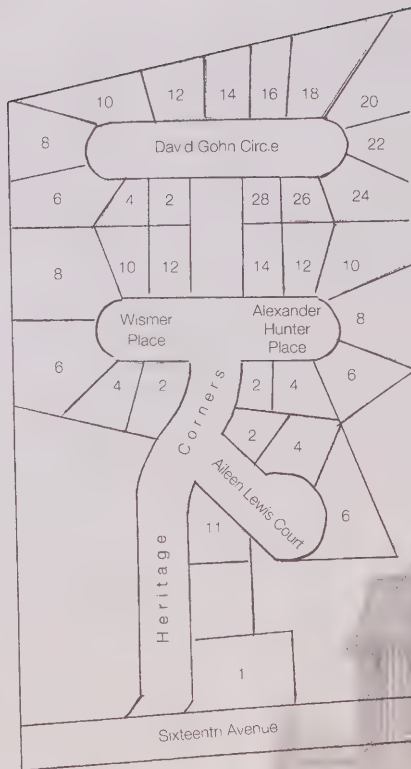 10 12 14 16 18 20
8 David Gohn Circle 22
6 4 2 28 26 24
8 10 12 14 12 10
Wismer
Place
Alexander
Hunter
Place
8
6 4 2 2 4 6
2 4
Heritage Corners
Aileen Lewis Court
6
11
1
Sixteenth Avenue